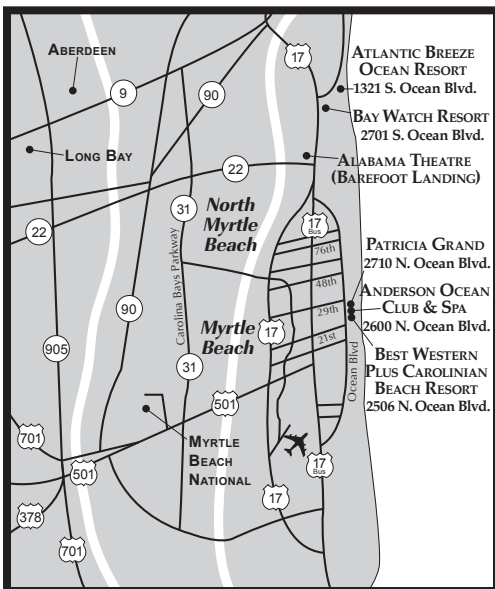 ABERDEEN
17
ATLANTIC BREEZE
OCEAN RESORT
1321 S. Ocean Blvd.
9
90
BAY WATCH RESORT
2701 S. Ocean Blvd.
LONG BAY
22
ALABAMA THEATRE
(BAREFOOT LANDING)
31
North
Myrtle
Beach
17
Bus
22
76th
PATRICIA GRAND
2710 N. Ocean Blvd.
Carolina Bays Parkway
48th
ANDERSON OCEAN
CLUB & SPA
2600 N. Ocean Blvd.
90
29th
Myrtle
Beach
17
21st
905
Ocean Blvd
BEST WESTERN
PLUS CAROLINIAN
BEACH RESORT
2506 N. Ocean Blvd.
31
501
701
MYRTLE
BEACH
NATIONAL
501
17
Bus
17
378
701